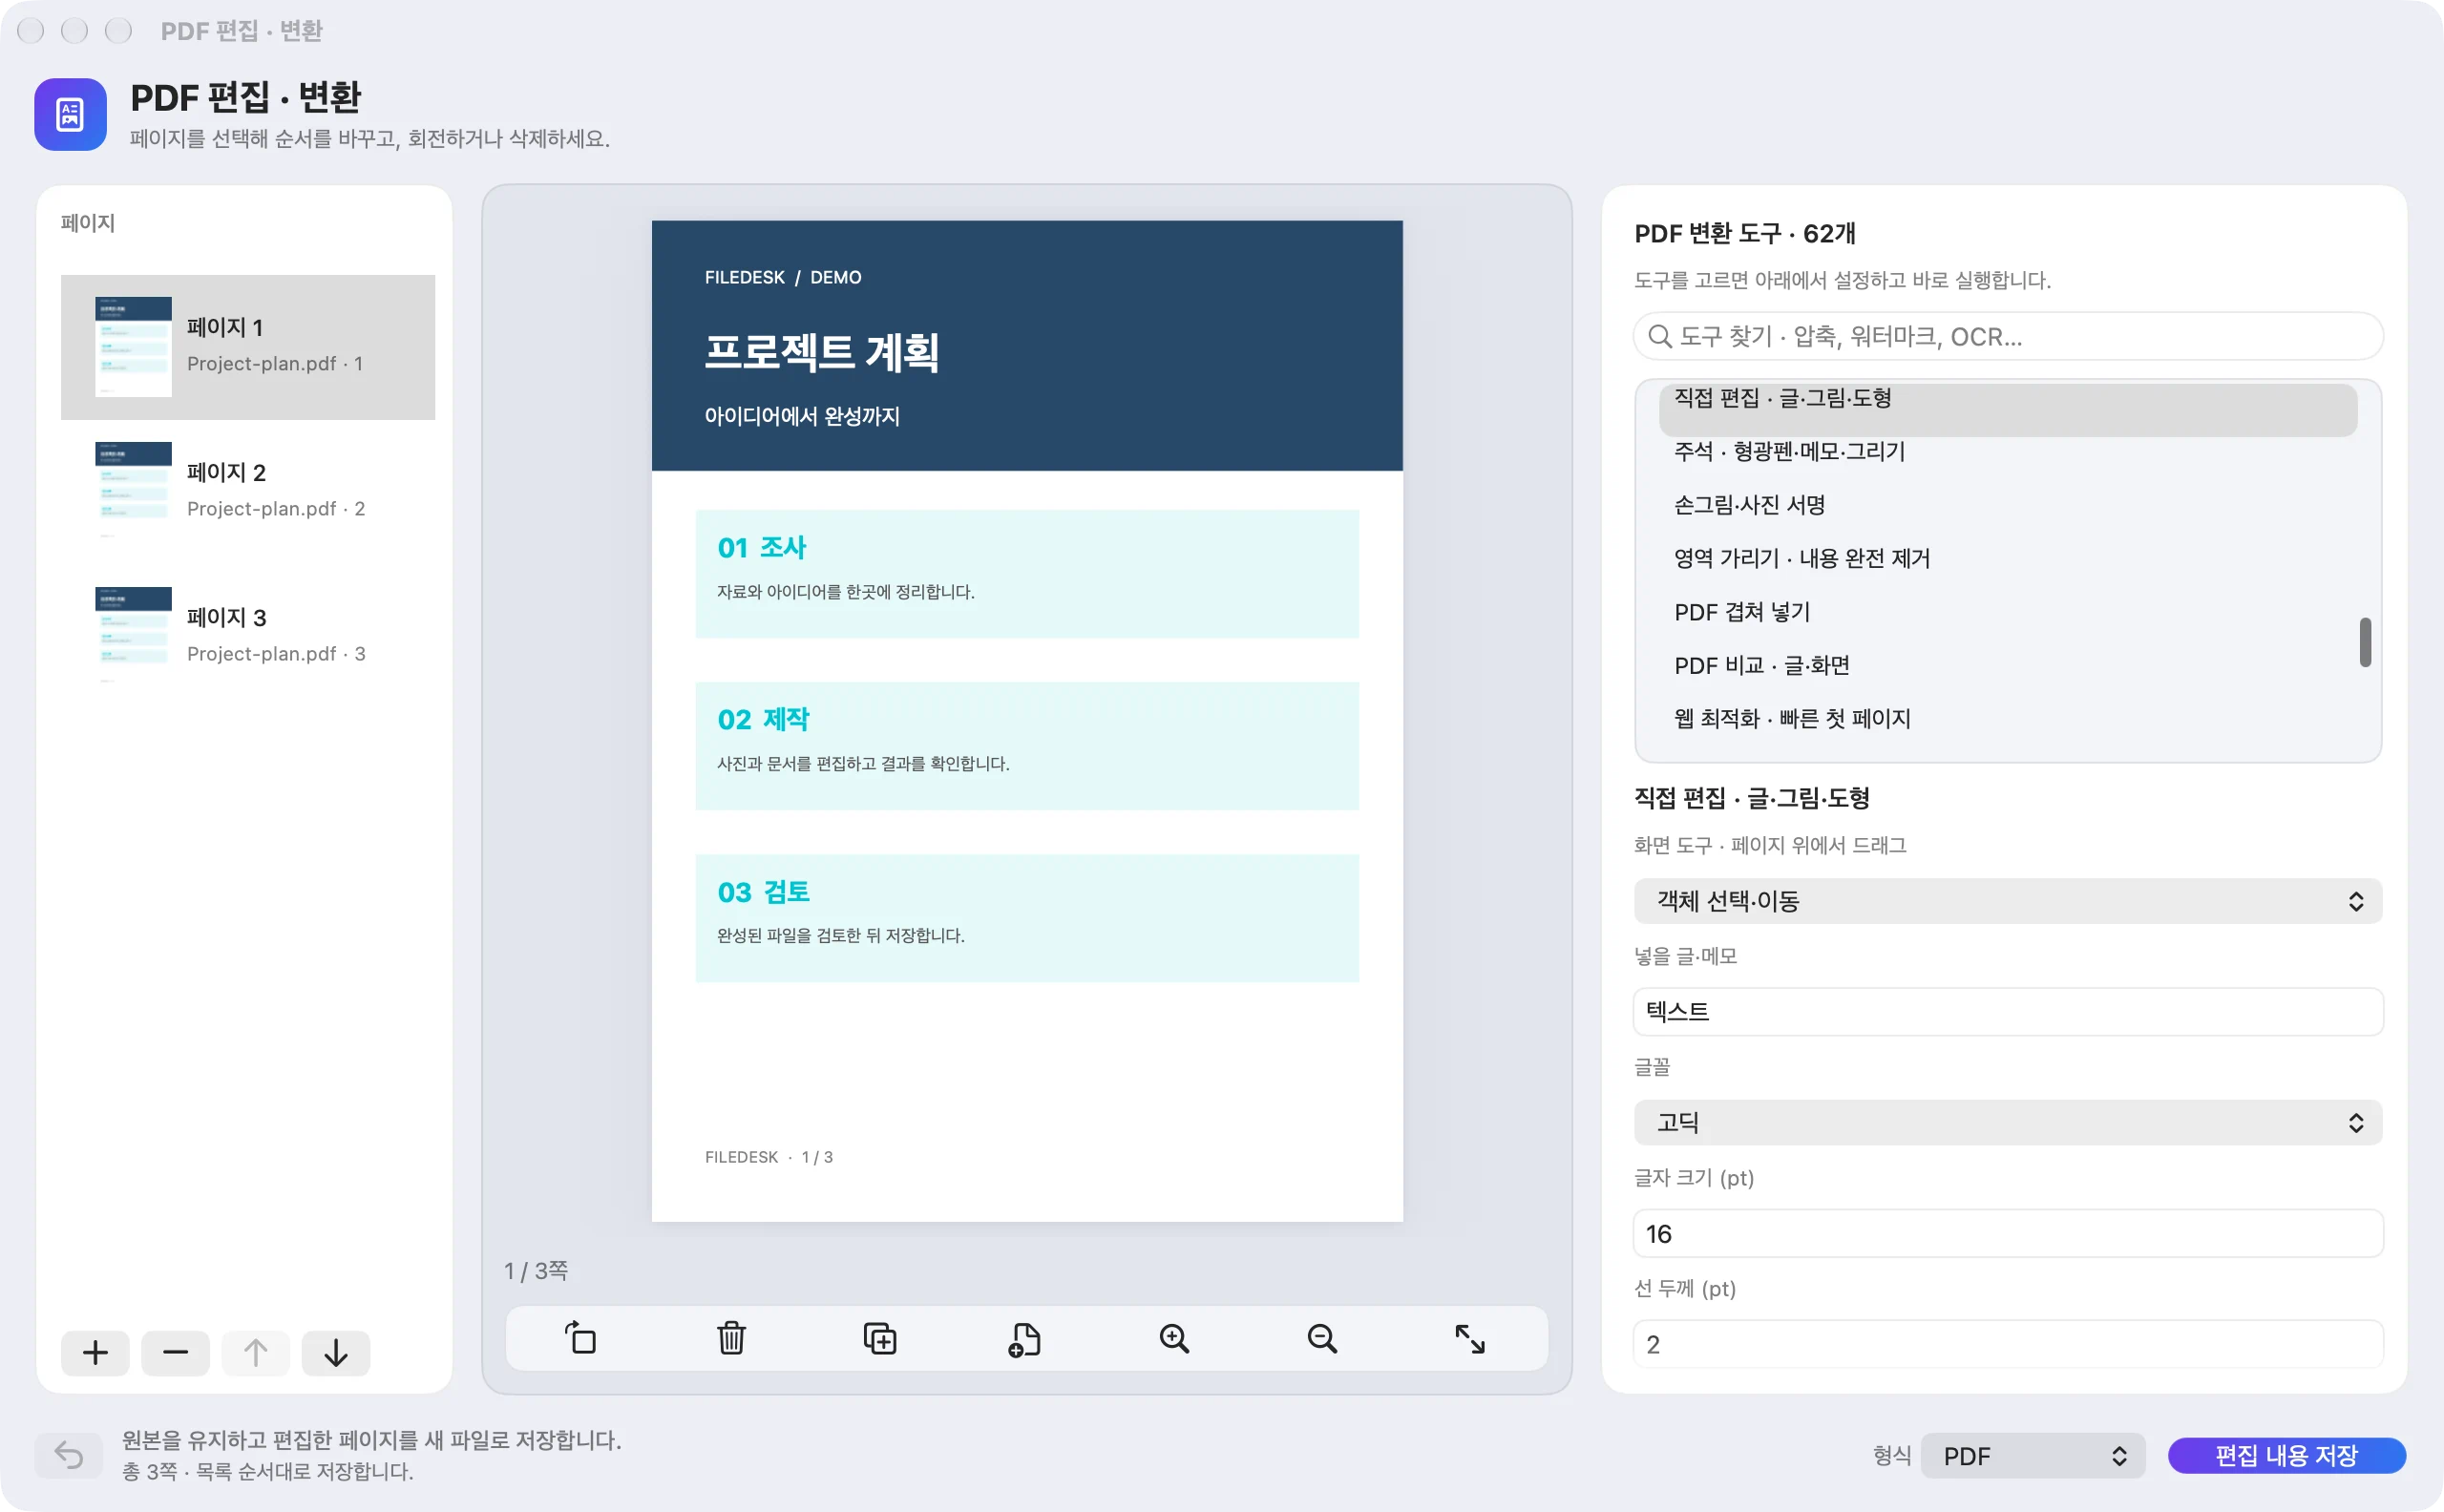 PDF 편집 · 변환
PDF 편집 · 변환
페이지를 선택해 순서를 바꾸고, 회전하거나 삭제하세요.
페이지
페이지 1
Project-plan.pdf · 1
페이지 2
Project-plan.pdf · 2
페이지 3
Project-plan.pdf · 3
FILEDESK / DEMO
프로젝트 계획
아이디어에서 완성까지
01 조사
자료와 아이디어를 한곳에 정리합니다.
02 제작
사진과 문서를 편집하고 결과를 확인합니다.
03 검토
완성된 파일을 검토한 뒤 저장합니다.
FILEDESK · 1 / 3
1 / 3쪽
PDF 변환 도구 · 62개
도구를 고르면 아래에서 설정하고 바로 실행합니다.
도구 찾기 · 압축, 워터마크, OCR...
직접 편집 · 글·그림·도형
주석 · 형광펜·메모·그리기
손그림·사진 서명
영역 가리기 · 내용 완전 제거
PDF 겹쳐 넣기
PDF 비교 · 글·화면
웹 최적화 · 빠른 첫 페이지
직접 편집 · 글·그림·도형
화면 도구 · 페이지 위에서 드래그
객체 선택·이동
넣을 글·메모
텍스트
글꼴
고딕
글자 크기 (pt)
16
선 두께 (pt)
2
원본을 유지하고 편집한 페이지를 새 파일로 저장합니다.
총 3쪽 · 목록 순서대로 저장합니다.
형식
PDF
편집 내용 저장